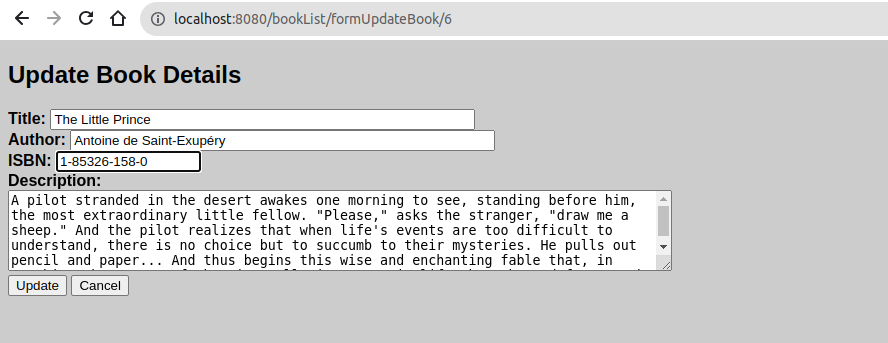 localhost:8080/bookList/formUpdateBook/6
Update Book Details
Title: The Little Prince
Author: Antoine de Saint-Exupéry
ISBN: 1-85326-158-0
Description:
A pilot stranded in the desert awakes one morning to see, standing before him,
the most extraordinary little fellow. "Please," asks the stranger, "draw me a
sheep." And the pilot realizes that when life's events are too difficult to
understand, there is no choice but to succumb to their mysteries. He pulls out
pencil and paper... And thus begins this wise and enchanting fable that, in
Update Cancel